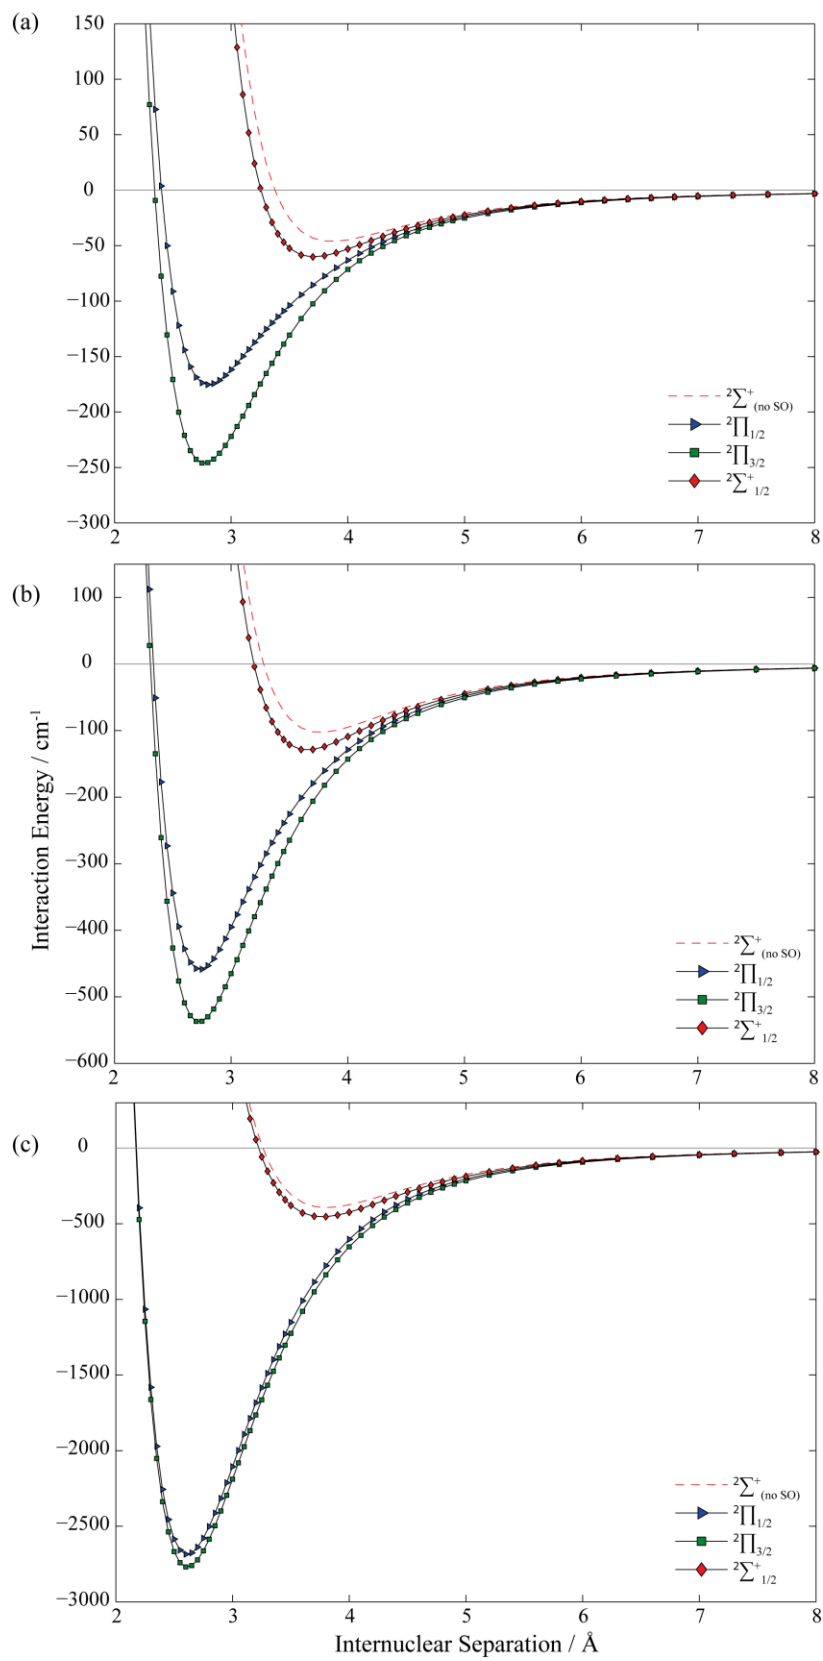 (a)
150
100
50
0
−50
−100
−150
−200
−250
−300
2 3 4 5 6 7 8
²Σ⁺(no SO)
²Π1/2
²Π3/2
²Σ⁺1/2
(b)
100
0
−100
−200
−300
−400
−500
−600
2 3 4 5 6 7 8
²Σ⁺(no SO)
²Π1/2
²Π3/2
²Σ⁺1/2
Interaction Energy / cm⁻¹
(c)
0
−500
−1000
−1500
−2000
−2500
−3000
2 3 4 5 6 7 8
²Σ⁺(no SO)
²Π1/2
²Π3/2
²Σ⁺1/2
Internuclear Separation / Å